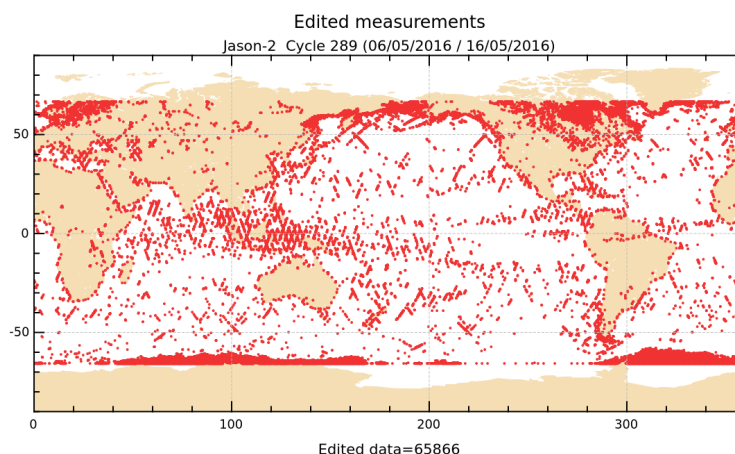 Edited measurements
Jason-2 Cycle 289 (06/05/2016 / 16/05/2016)
50
0
-50
0 100 200 300
Edited data=65866